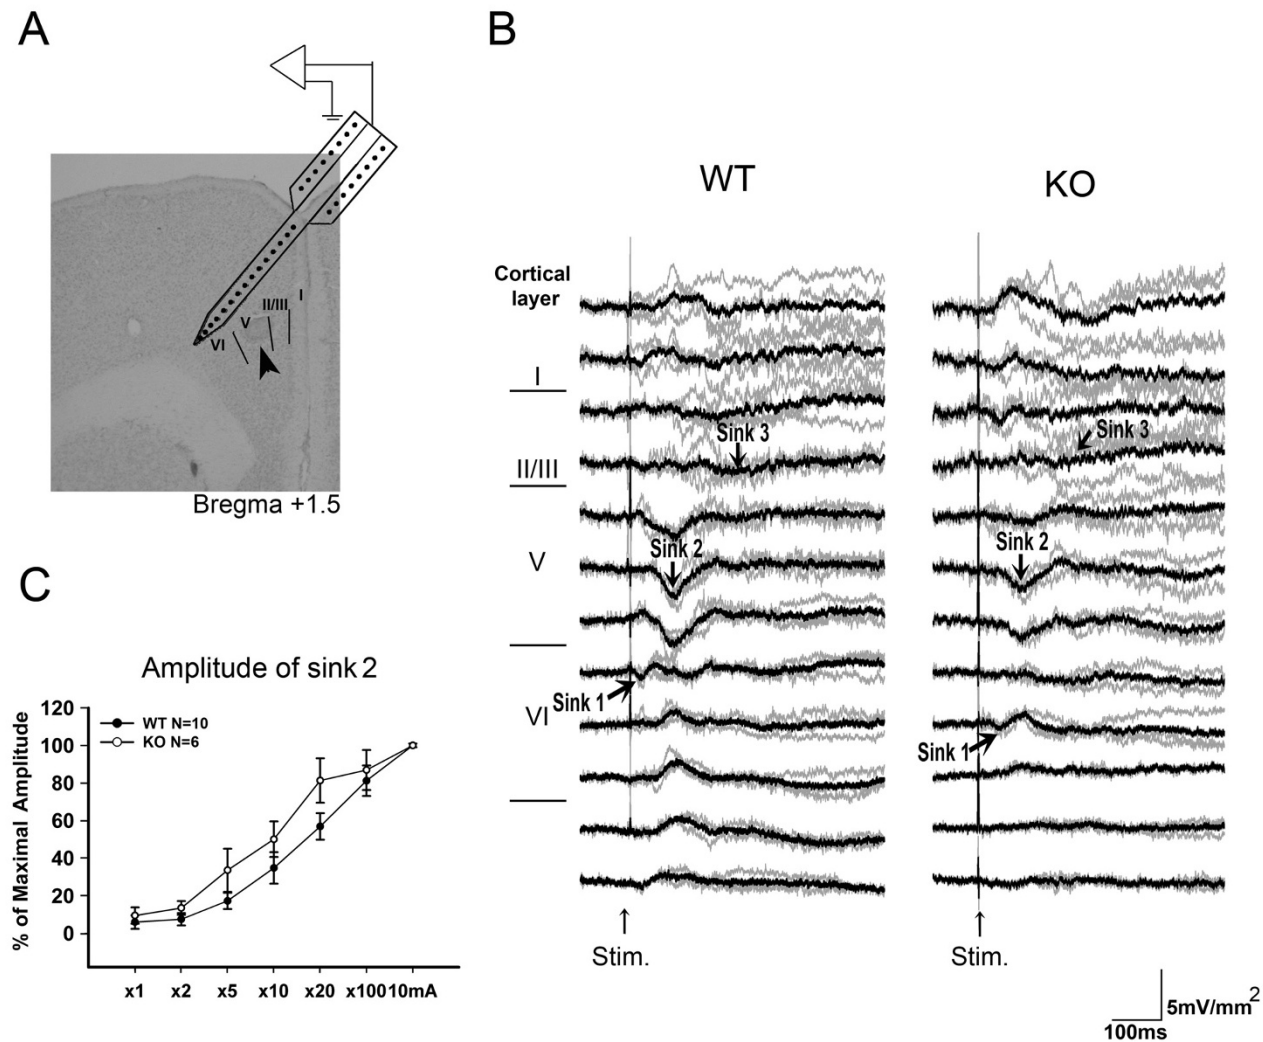 A
I
II/III
V
VI
Bregma +1.5
B
WT
KO
Cortical
layer
I
II/III
V
VI
Sink 3
Sink 2
Sink 1
Sink 3
Sink 2
Sink 1
Stim.
Stim.
5mV/mm2
100ms
C
Amplitude of sink 2
% of Maximal Amplitude
120
100
80
60
40
20
0
WT N=10
KO N=6
x1
x2
x5
x10
x20
x100
10mA